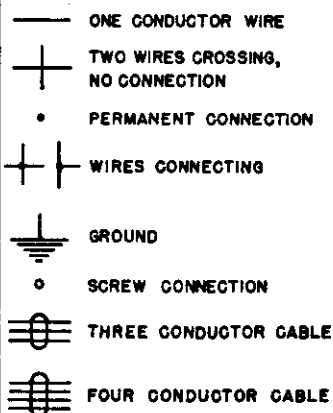 ONE CONDUCTOR WIRE
TWO WIRES CROSSING,
NO CONNECTION
PERMANENT CONNECTION
WIRES CONNECTING
GROUND
SCREW CONNECTION
THREE CONDUCTOR CABLE
FOUR CONDUCTOR CABLE